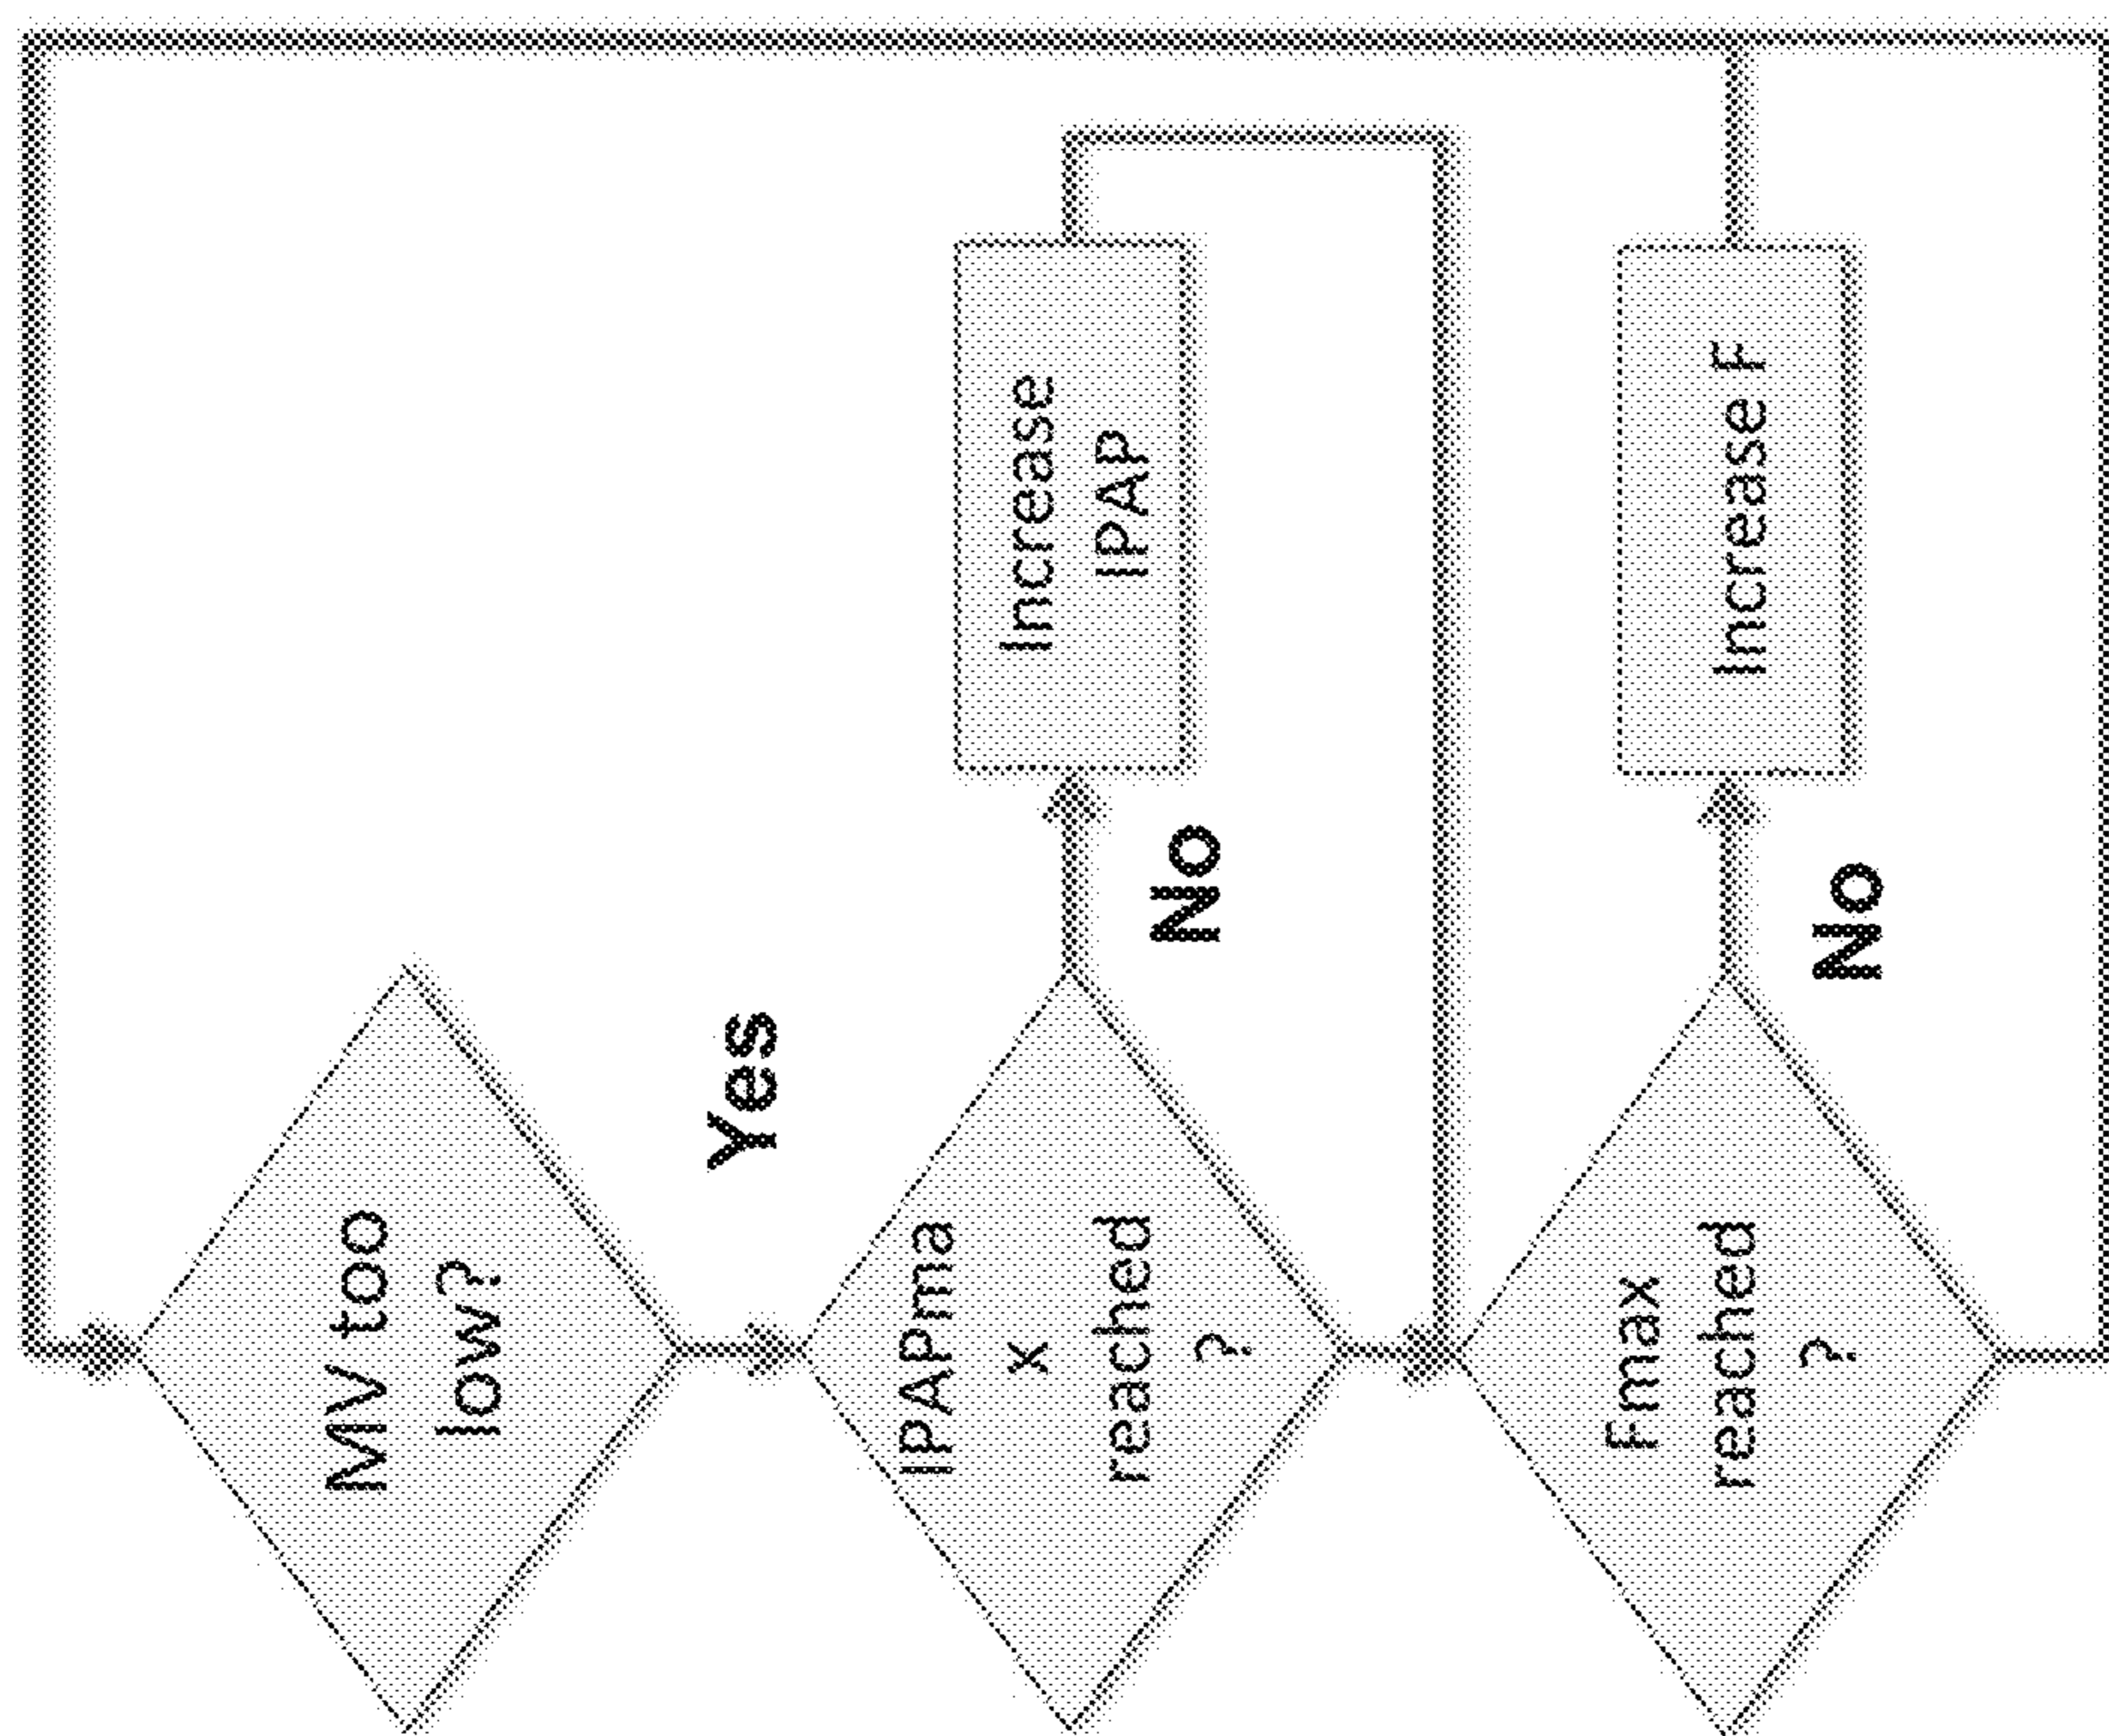 MV too
low?
Yes
IPAPma
x
reached
?
No
Increase
IPAP
Fmax
reached
?
No
Increase F